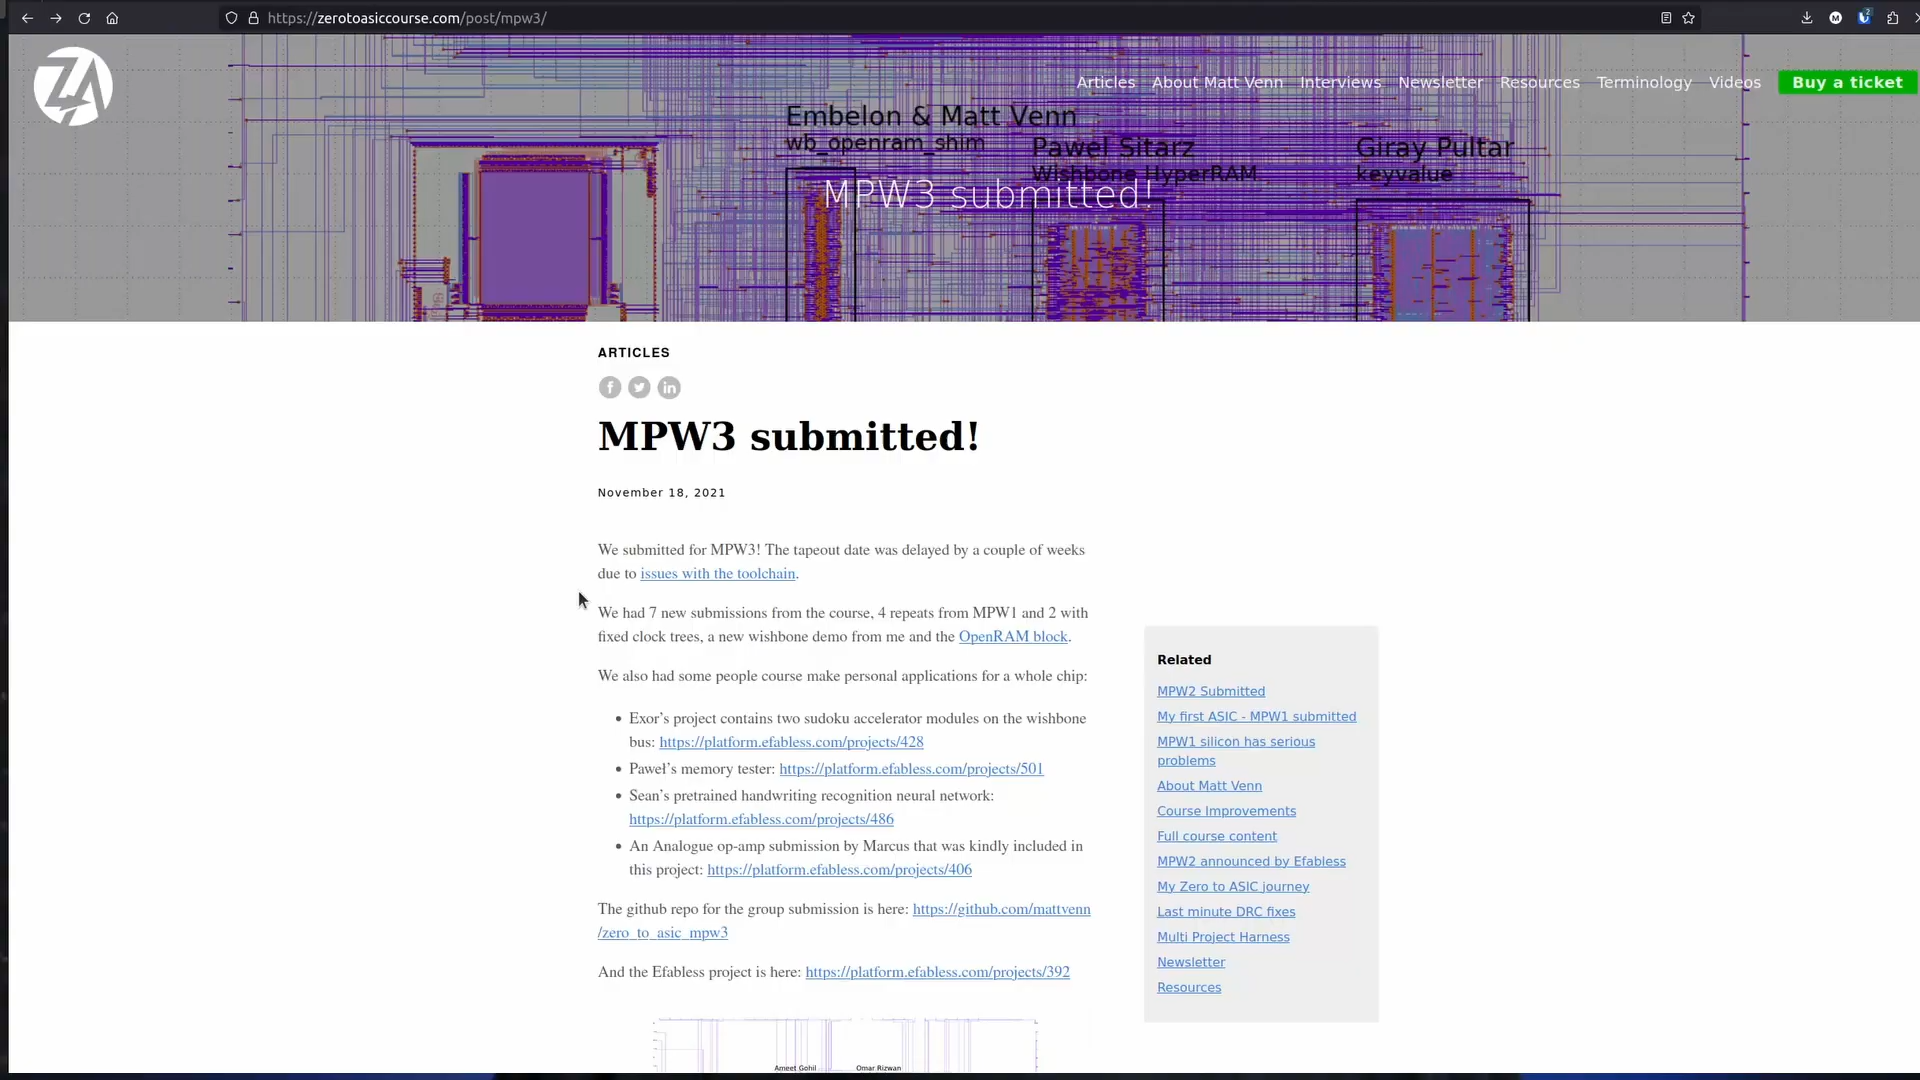 https://zerotoasiccourse.com/post/mpw3/
M
2
ZA
Articles About Matt Venn Interviews Newsletter Resources Terminology Videos Buy a ticket
Embelon & Matt Venn
wb_openram_shim
Pawel Sitarz
Wishbone HyperRAM
Giray Pultar
keyvalue
MPW3 submitted!
ARTICLES
MPW3 submitted!
November 18, 2021
We submitted for MPW3! The tapeout date was delayed by a couple of weeks
due to issues with the toolchain.
We had 7 new submissions from the course, 4 repeats from MPW1 and 2 with
fixed clock trees, a new wishbone demo from me and the OpenRAM block.
We also had some people course make personal applications for a whole chip:
• Exor’s project contains two sudoku accelerator modules on the wishbone
bus: https://platform.efabless.com/projects/428
• Paweł’s memory tester: https://platform.efabless.com/projects/501
• Sean’s pretrained handwriting recognition neural network:
https://platform.efabless.com/projects/486
• An Analogue op-amp submission by Marcus that was kindly included in
this project: https://platform.efabless.com/projects/406
The github repo for the group submission is here: https://github.com/mattvenn
/zero_to_asic_mpw3
And the Efabless project is here: https://platform.efabless.com/projects/392
Ameet Gohil Omar Rizwan
Related
MPW2 Submitted
My first ASIC - MPW1 submitted
MPW1 silicon has serious
problems
About Matt Venn
Course Improvements
Full course content
MPW2 announced by Efabless
My Zero to ASIC journey
Last minute DRC fixes
Multi Project Harness
Newsletter
Resources